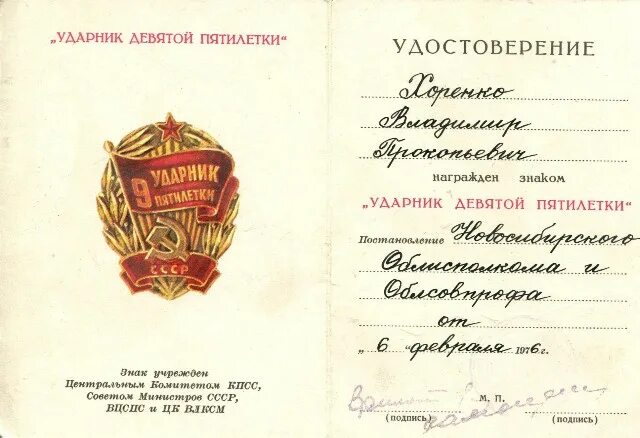 „УДАРНИК ДЕВЯТОЙ ПЯТИЛЕТКИ"
9 УДАРНИК
ПЯТИЛЕТКИ
СССР
Знак учрежден
Центральным Комитетом КПСС,
Советом Министров СССР,
ВЦСПС и ЦК ВЛКСМ
УДОСТОВЕРЕНИЕ
Хоренко
Владимир
Прокопьевич
награжден знаком
„УДАРНИК ДЕВЯТОЙ ПЯТИЛЕТКИ"
Постановление Новосибирского
Облисполкома и
Облсовпрофа
от
„6" февраля 1976 г.
М. П.
(подпись) (подпись)